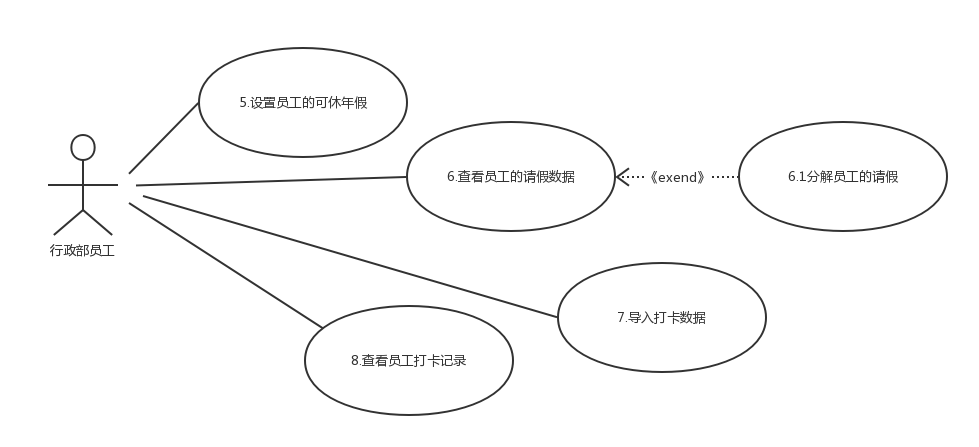 5.设置员工的可休年假
6.查看员工的请假数据
《exend》
6.1分解员工的请假
行政部员工
7.导入打卡数据
8.查看员工打卡记录